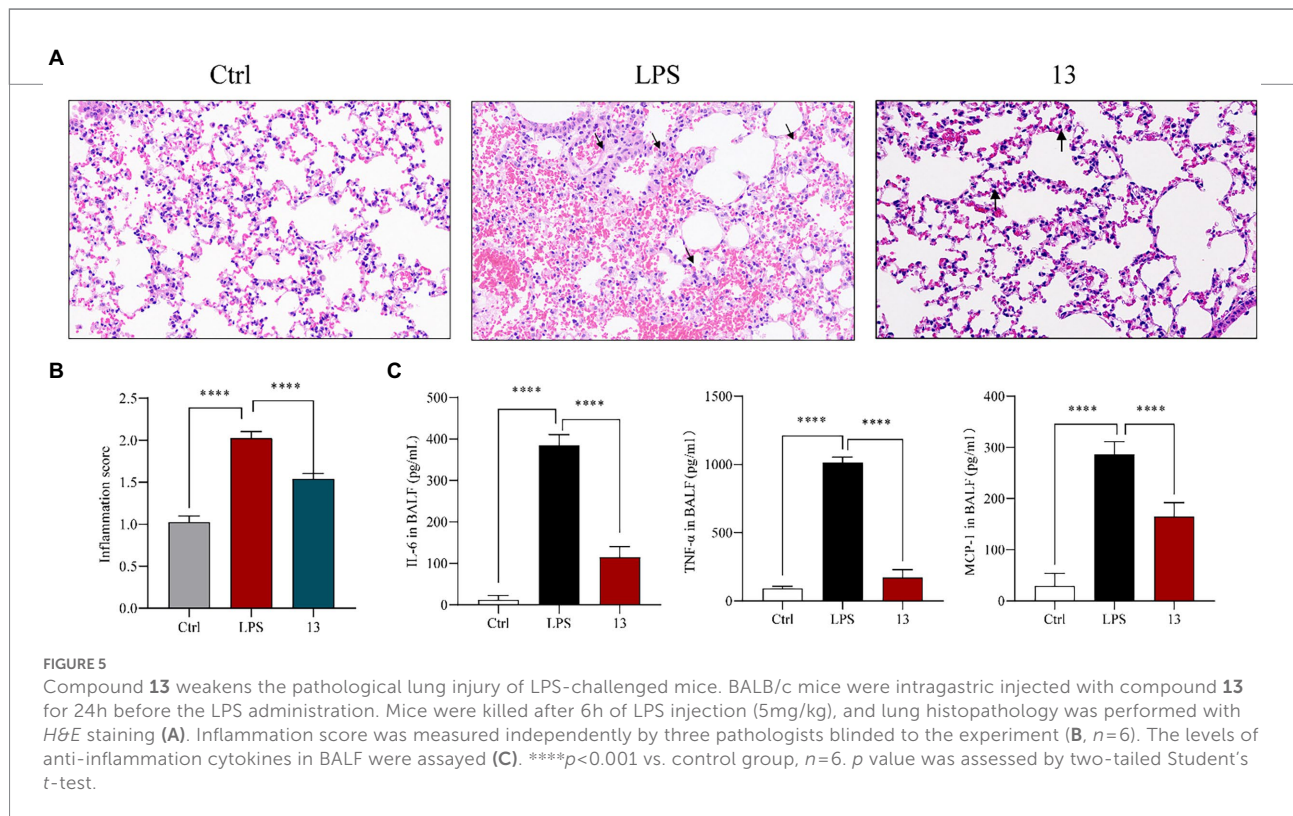 A
Ctrl
LPS
13
B
Inflammation score
2.5
2.0
1.5
1.0
0.5
0.0
****
****
Ctrl
LPS
13
C
IL-6 in BALF (pg/mL)
500
400
300
200
100
0
****
****
Ctrl
LPS
13
TNF-α in BALF (pg/ml)
1500
1000
500
0
****
****
Ctrl
LPS
13
MCP-1 in BALF (pg/ml)
400
300
200
100
0
****
****
Ctrl
LPS
13
FIGURE 5
Compound 13 weakens the pathological lung injury of LPS-challenged mice. BALB/c mice were intragastric injected with compound 13
for 24h before the LPS administration. Mice were killed after 6h of LPS injection (5mg/kg), and lung histopathology was performed with
H&E staining (A). Inflammation score was measured independently by three pathologists blinded to the experiment (B, n=6). The levels of
anti-inflammation cytokines in BALF were assayed (C). ****p<0.001 vs. control group, n=6. p value was assessed by two-tailed Student's
t-test.